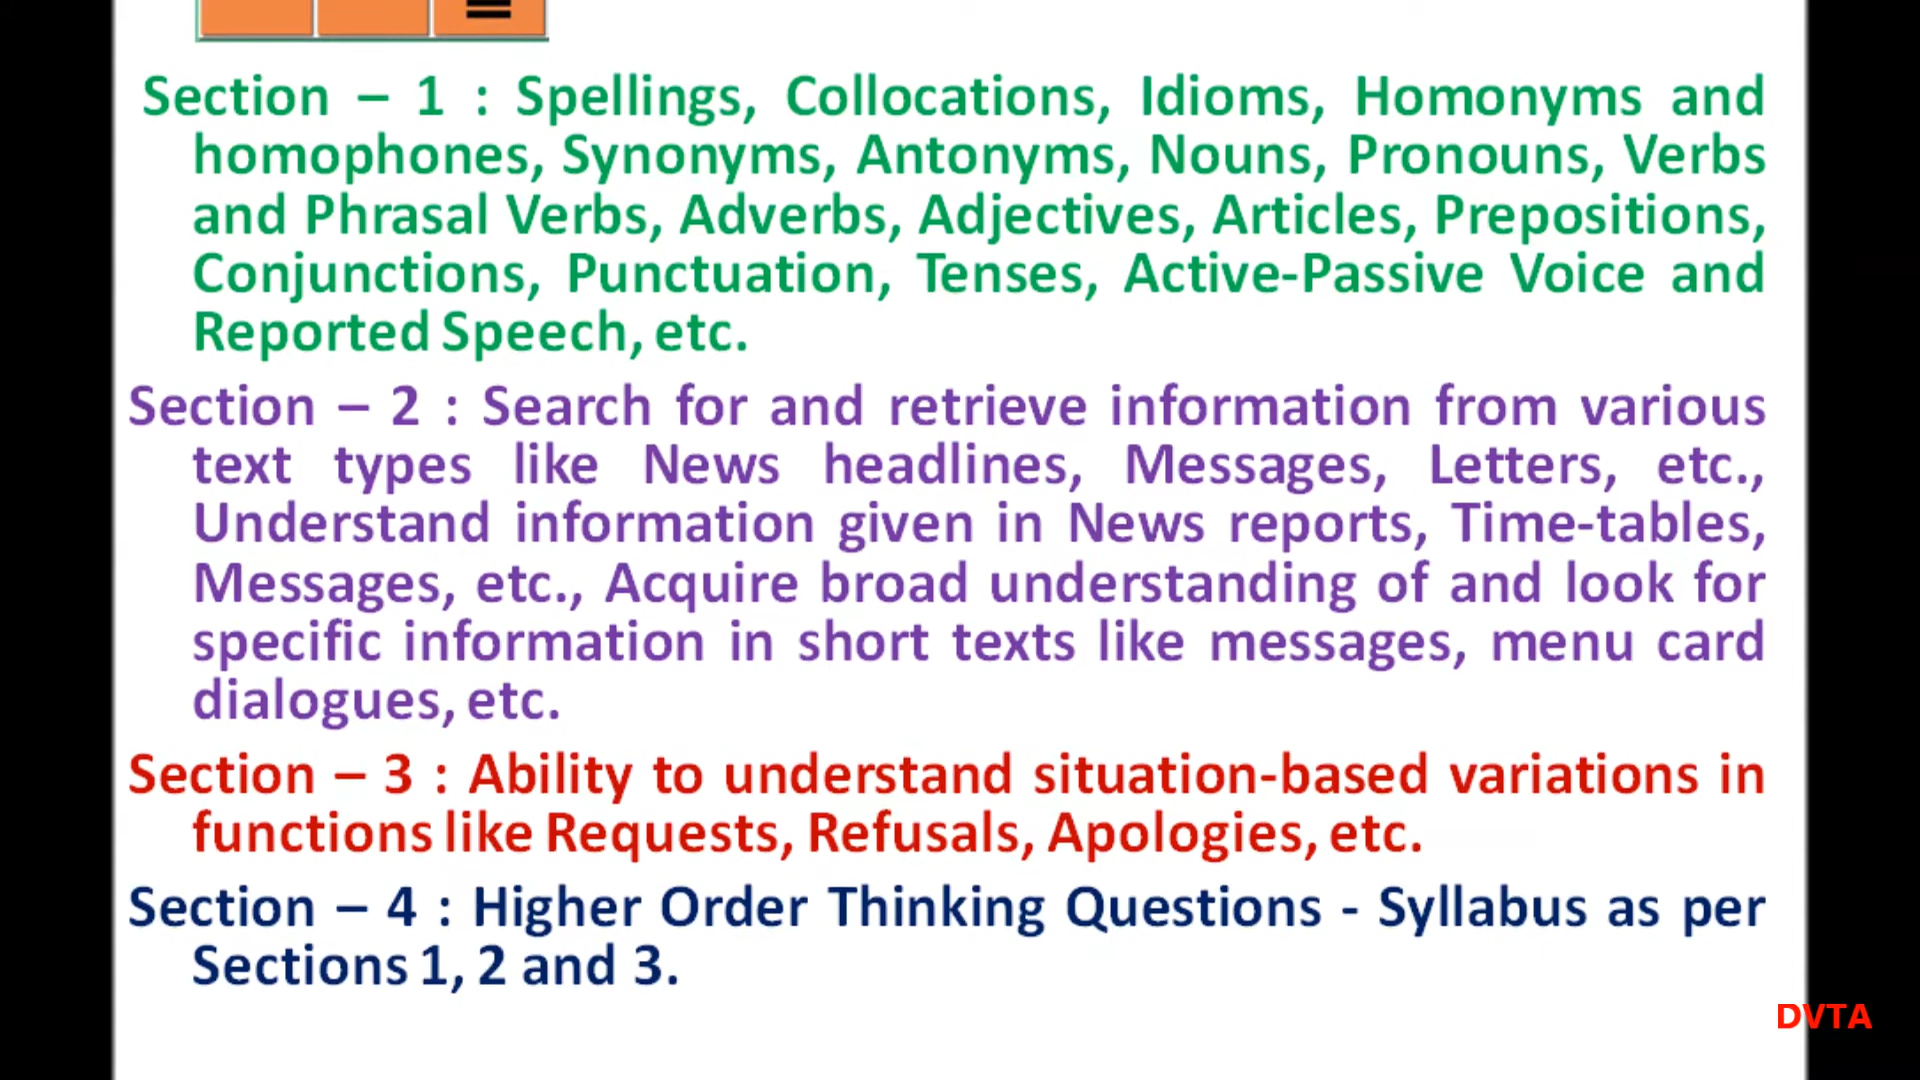 Section – 1 : Spellings, Collocations, Idioms, Homonyms and
homophones, Synonyms, Antonyms, Nouns, Pronouns, Verbs
and Phrasal Verbs, Adverbs, Adjectives, Articles, Prepositions,
Conjunctions, Punctuation, Tenses, Active-Passive Voice and
Reported Speech, etc.
Section – 2 : Search for and retrieve information from various
text types like News headlines, Messages, Letters, etc.,
Understand information given in News reports, Time-tables,
Messages, etc., Acquire broad understanding of and look for
specific information in short texts like messages, menu card
dialogues, etc.
Section – 3 : Ability to understand situation-based variations in
functions like Requests, Refusals, Apologies, etc.
Section – 4 : Higher Order Thinking Questions - Syllabus as per
Sections 1, 2 and 3.
DVTA